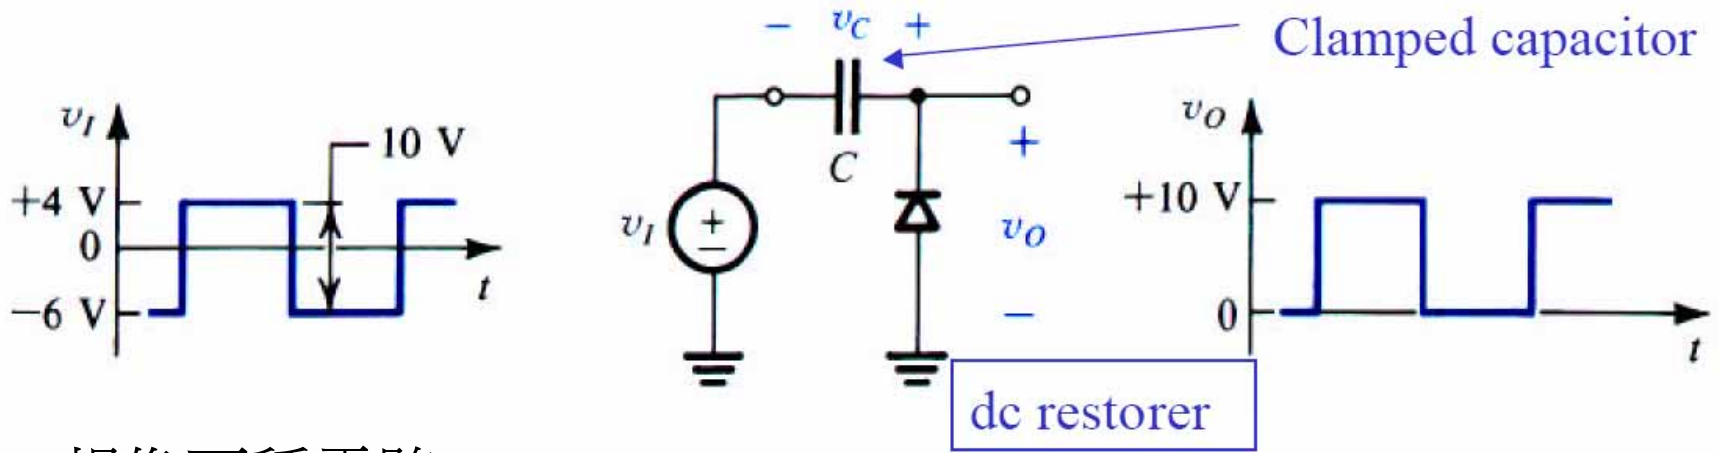 − vC +
Clamped capacitor
vI
10 V
+4 V
0
−6 V
t
C
vI
+
−
+
vO
−
vO
+10 V
0
t
dc restorer